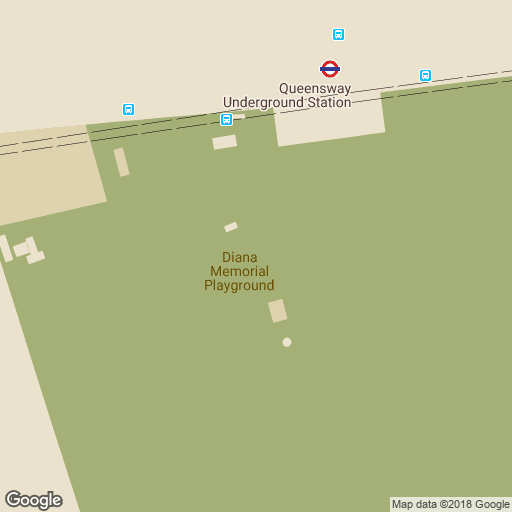 Queensway
Underground Station
Diana
Memorial
Playground
Google
Map data ©2018 Google